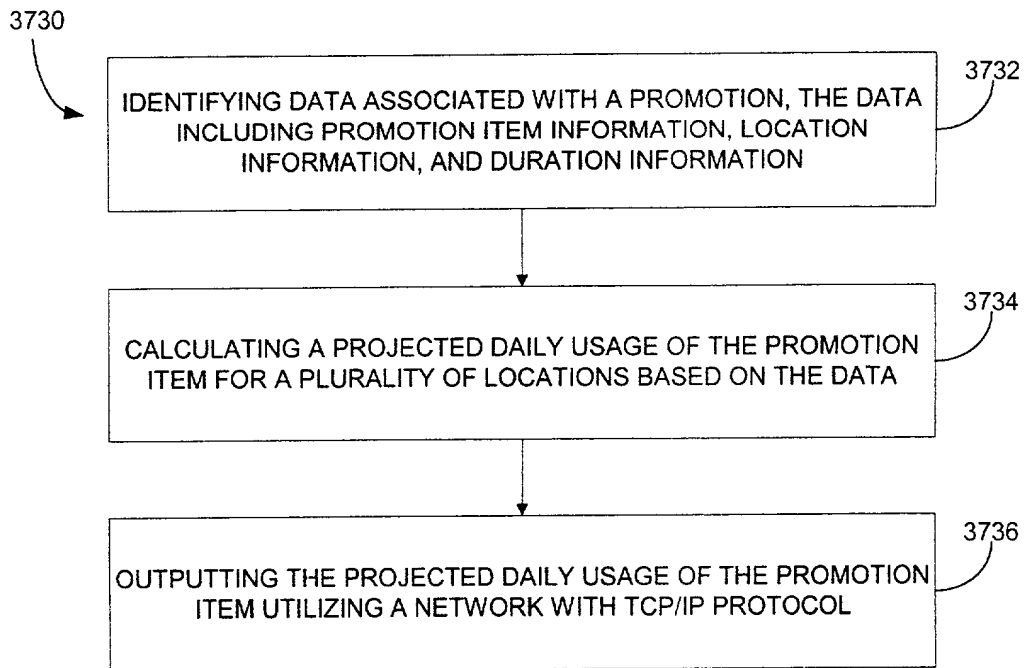 3730
3732
IDENTIFYING DATA ASSOCIATED WITH A PROMOTION, THE DATA
INCLUDING PROMOTION ITEM INFORMATION, LOCATION
INFORMATION, AND DURATION INFORMATION
3734
CALCULATING A PROJECTED DAILY USAGE OF THE PROMOTION
ITEM FOR A PLURALITY OF LOCATIONS BASED ON THE DATA
3736
OUTPUTTING THE PROJECTED DAILY USAGE OF THE PROMOTION
ITEM UTILIZING A NETWORK WITH TCP/IP PROTOCOL